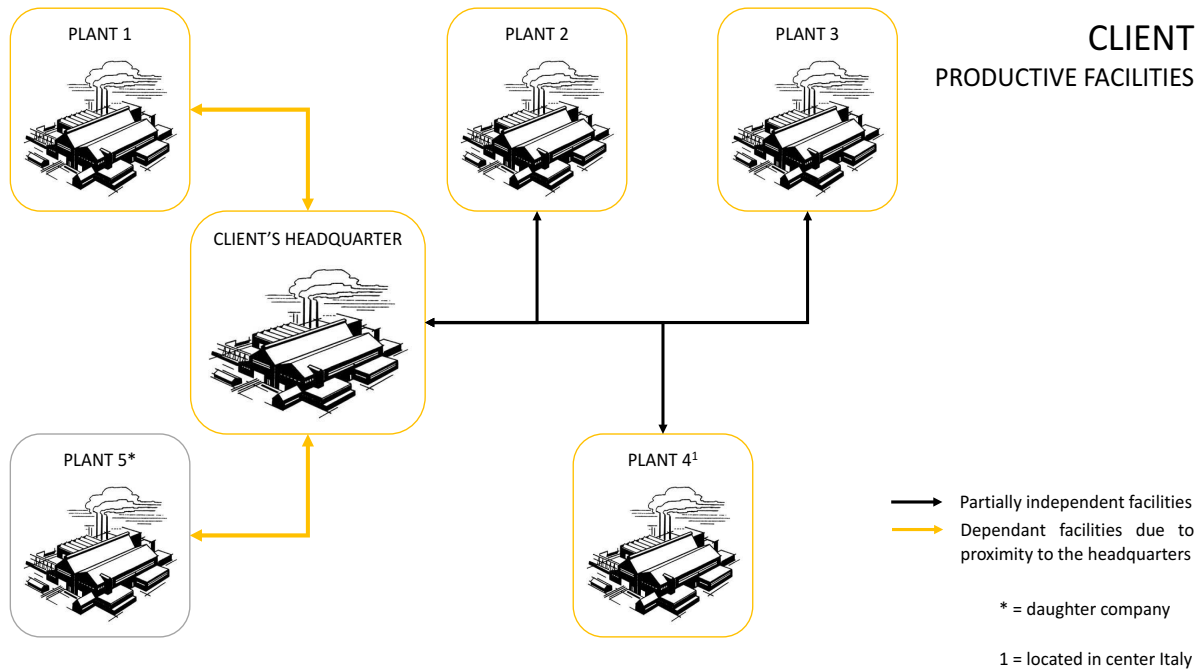 PLANT 1
PLANT 2
PLANT 3
CLIENT
PRODUCTIVE FACILITIES
CLIENT'S HEADQUARTER
PLANT 5*
PLANT 4¹
Partially independent facilities
Dependant facilities due to
proximity to the headquarters
* = daughter company
1 = located in center Italy